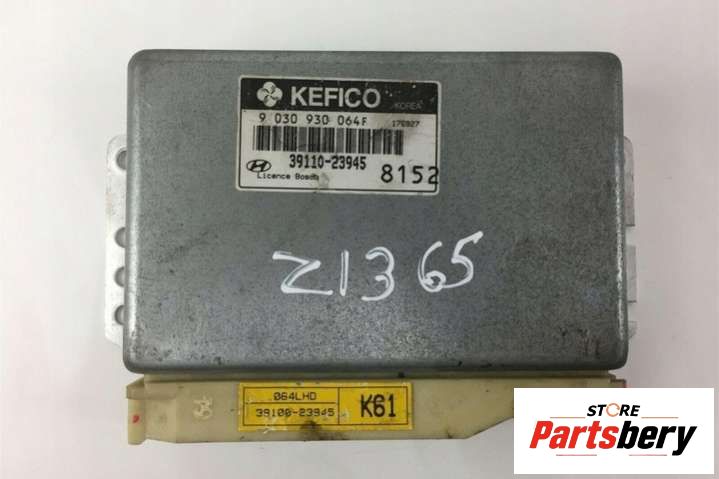 KEFICO
KOREA
9 030 930 064F 170927
39110-23945
Licence Bosch 8152
Z1365
064LHD
39100-23945 K61
STORE
Partsbery